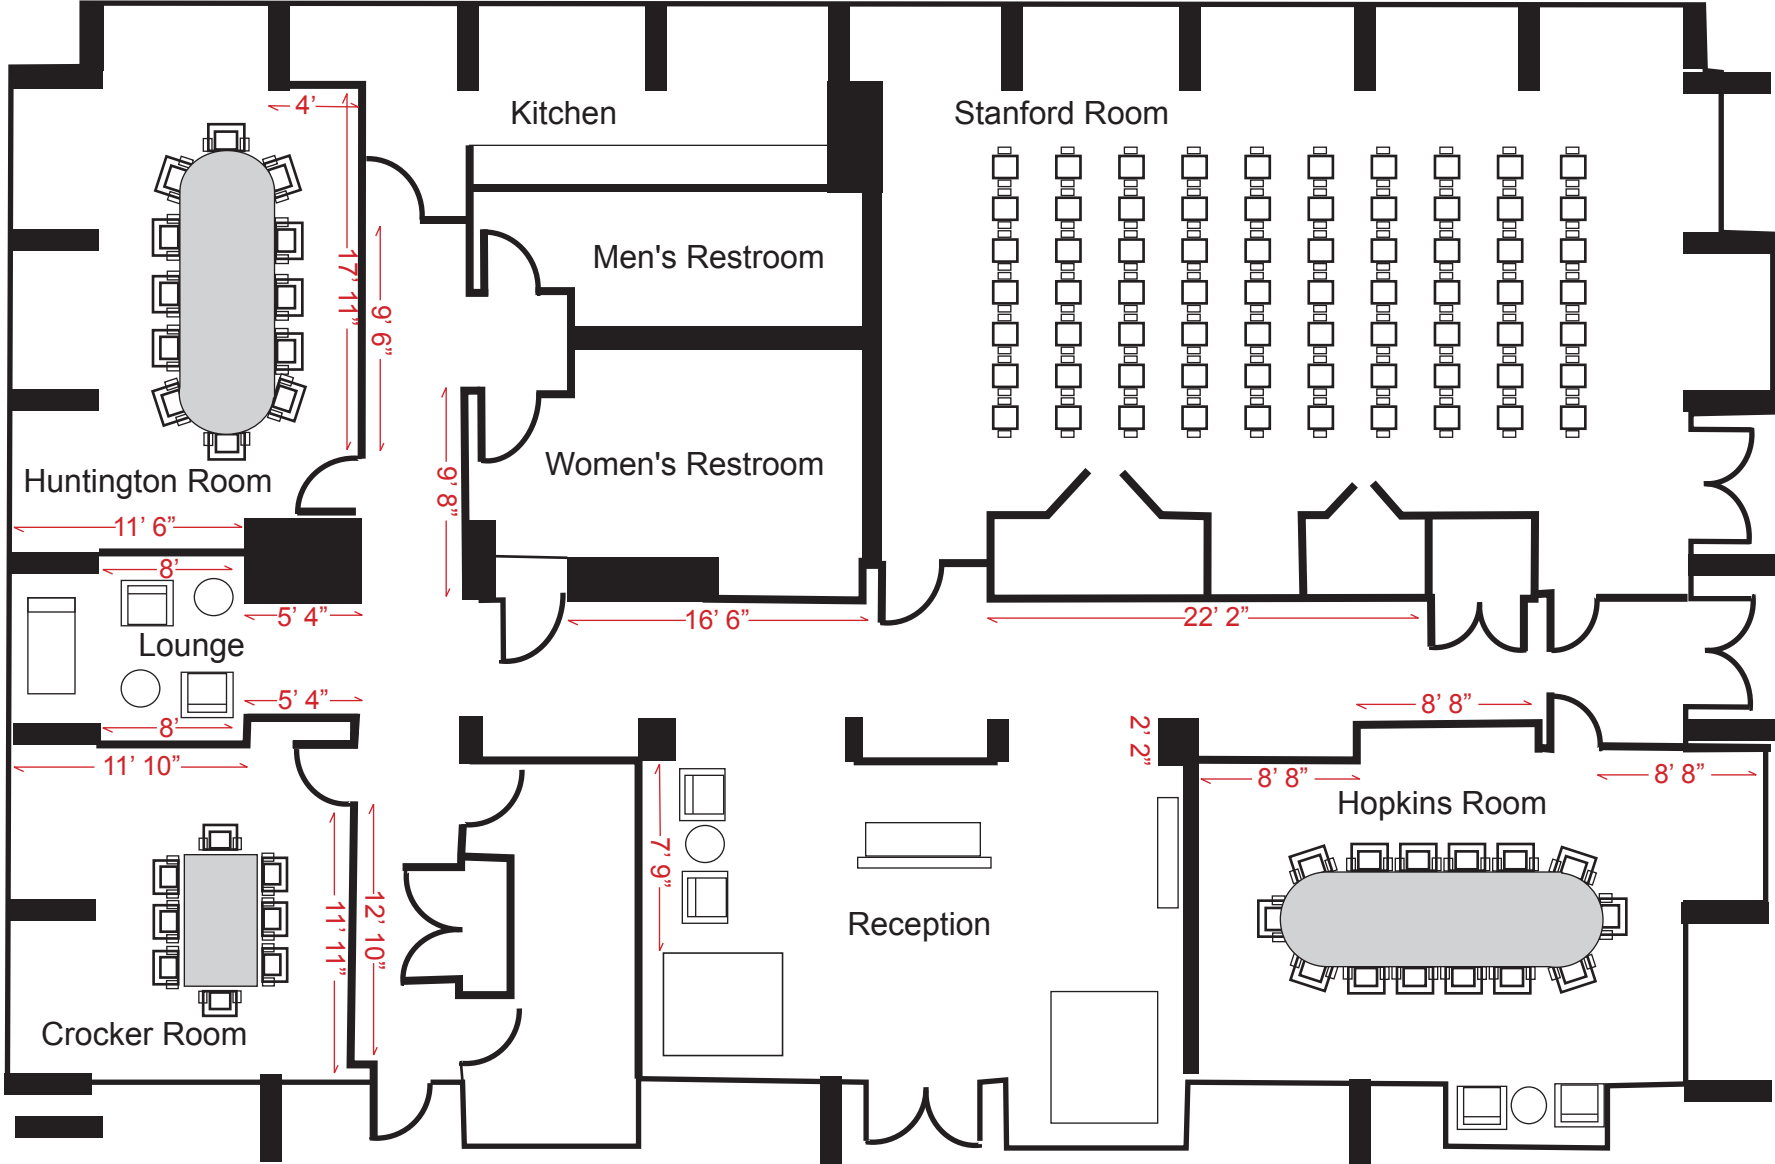 4’
Kitchen
Stanford Room
17’ 11”
9’ 6”
Men's Restroom
Women's Restroom
Huntington Room
9’ 8”
11’ 6”
8’
5’ 4”
16’ 6”
22’ 2”
Lounge
5’ 4”
8’
8’ 8”
2’ 2”
11’ 10”
8’ 8”
8’ 8”
Hopkins Room
7’ 9”
11’ 11”
12’ 10”
Reception
Crocker Room